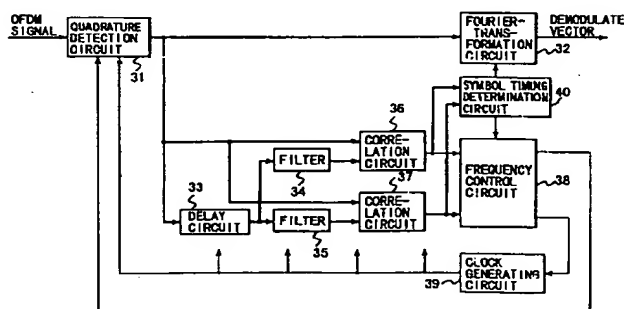 OFDM
SIGNAL
QUADRATURE
DETECTION
CIRCUIT
31
FOURIER-
TRANS-
FORMATION
CIRCUIT
32
DEMODULATE
VECTOR
SYMBOL TIMING
DETERMINATION
CIRCUIT
40
36
CORRE-
LATION
CIRCUIT
FILTER
34
37
CORRE-
LATION
CIRCUIT
33
DELAY
CIRCUIT
FILTER
35
FREQUENCY
CONTROL
CIRCUIT
38
CLOCK
GENERATING
CIRCUIT
39